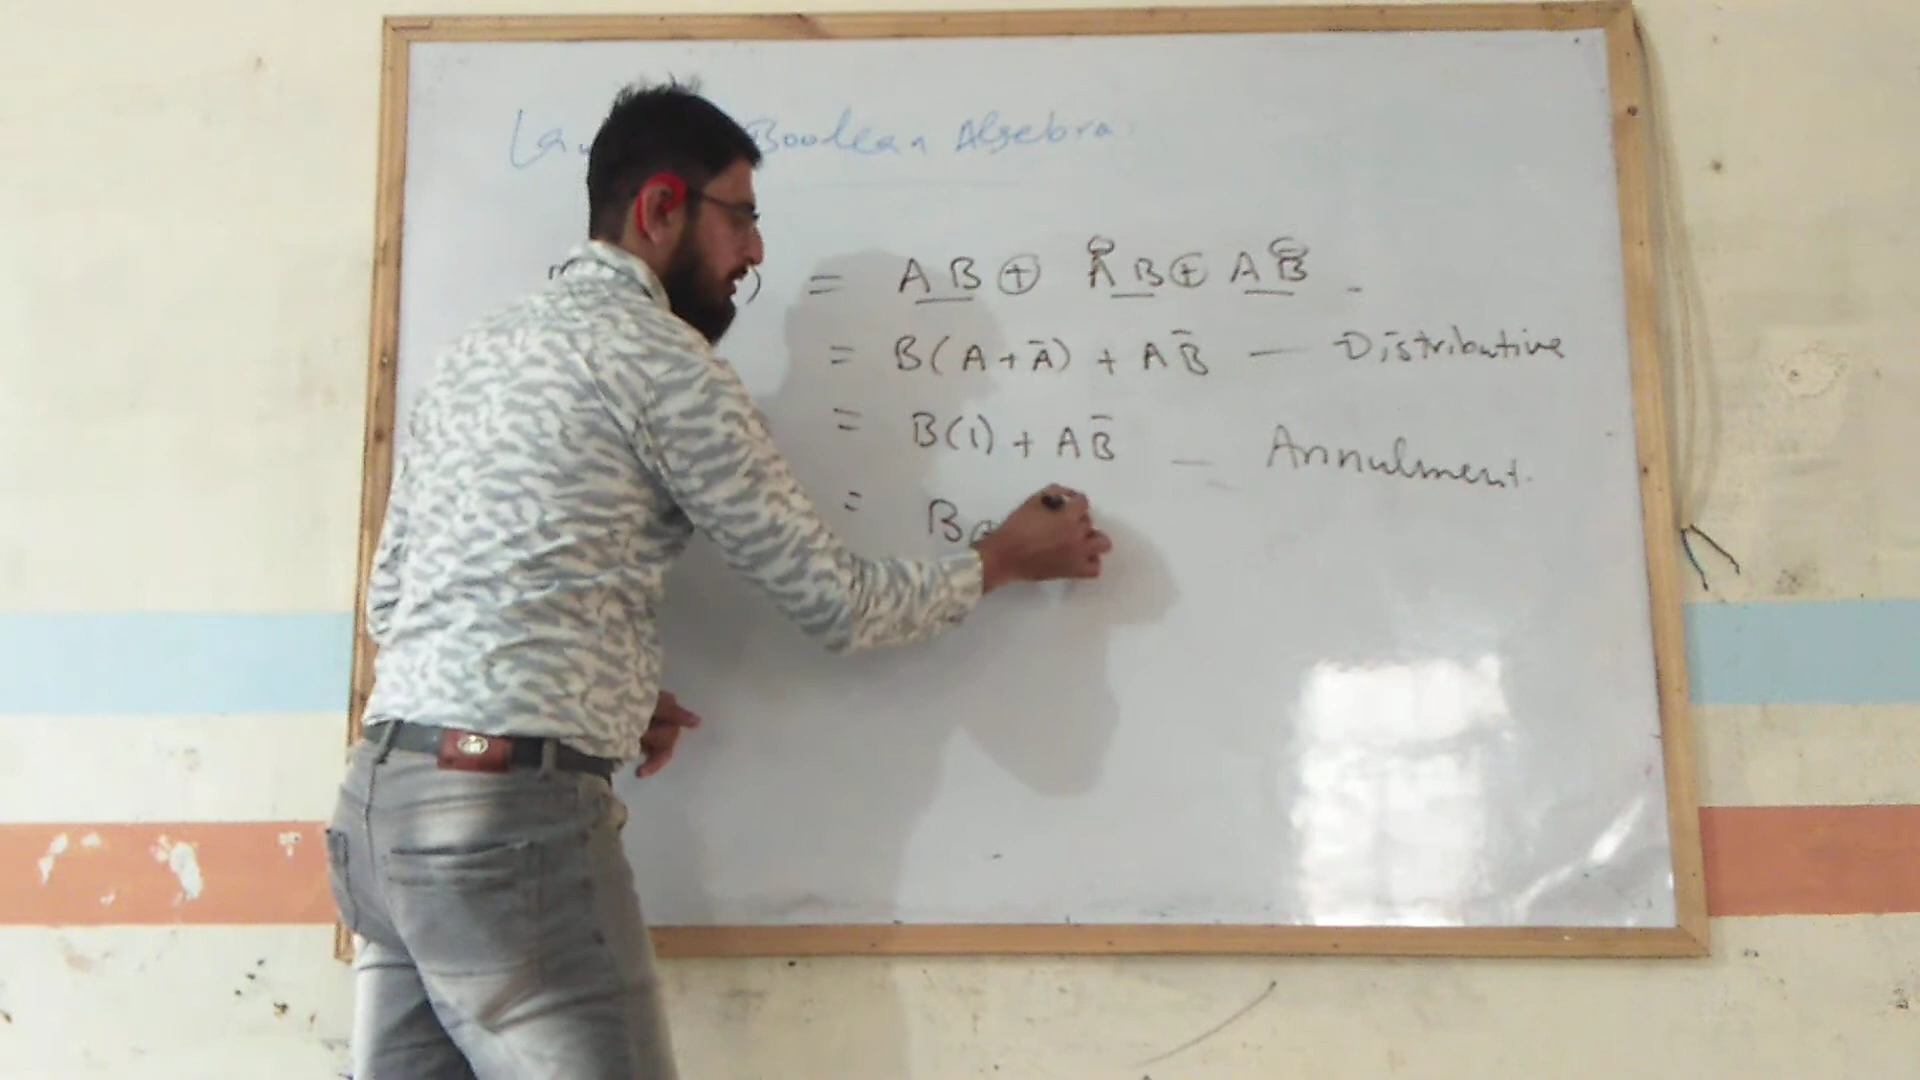 Boolean Algebra
) = AB ⊕ ĀB ⊕ AB̄
= B(A+Ā) + AB̄ — Distributive
= B(1) + AB̄ — Annulment.
= B